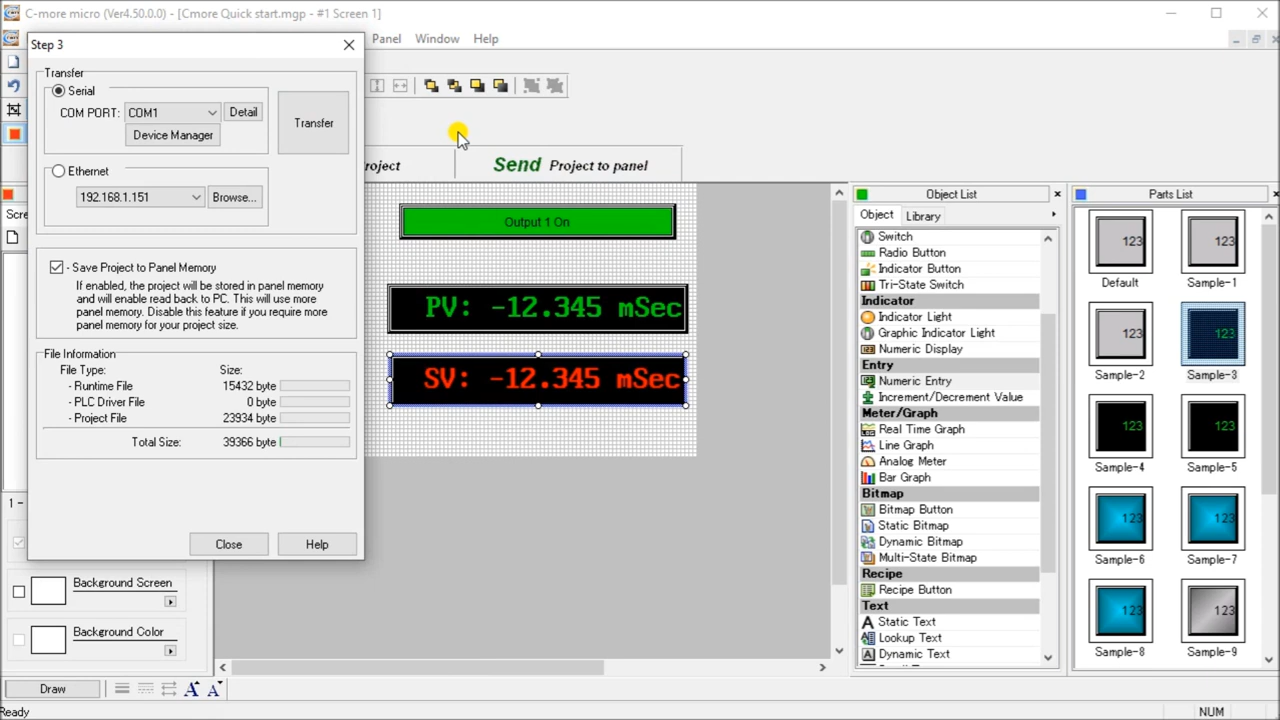 C-more micro (Ver4.50.0.0) - [Cmore Quick start.mgp - #1 Screen 1]
Panel Window Help
Step 3
Transfer
Serial
COM PORT: COM1 Detail
Device Manager
Transfer
Ethernet
192.168.1.151 Browse...
- Save Project to Panel Memory
If enabled, the project will be stored in panel memory
and will enable read back to PC. This will use more
panel memory. Disable this feature if you require more
panel memory for your project size.
File Information
File Type: Size:
- Runtime File 15432 byte
- PLC Driver File 0 byte
- Project File 23934 byte
Total Size: 39366 byte
Close Help
roject
Send Project to panel
Scre
Output 1 On
PV: -12.345 mSec
SV: -12.345 mSec
1 -
Background Screen
Background Color
Draw
A A
Ready
NUM
Object List
Object Library
Switch
Radio Button
Indicator Button
Tri-State Switch
Indicator
Indicator Light
Graphic Indicator Light
Numeric Display
Entry
Numeric Entry
Increment/Decrement Value
Meter/Graph
Real Time Graph
Line Graph
Analog Meter
Bar Graph
Bitmap
Bitmap Button
Static Bitmap
Dynamic Bitmap
Multi-State Bitmap
Recipe
Recipe Button
Text
Static Text
Lookup Text
Dynamic Text
Parts List
123 123
Default Sample-1
123 123
Sample-2 Sample-3
123 123
Sample-4 Sample-5
123 123
Sample-6 Sample-7
123 123
Sample-8 Sample-9